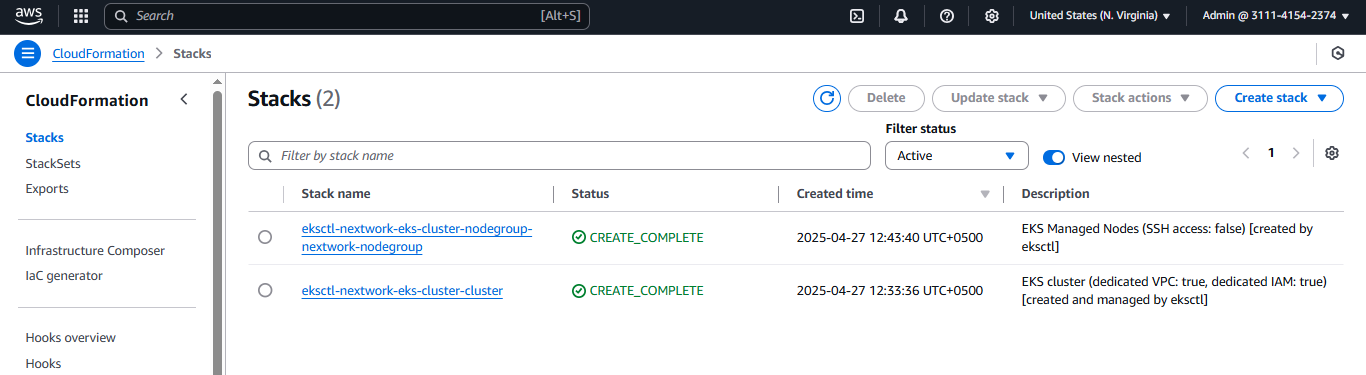 aws
Search
[Alt+S]
United States (N. Virginia)
Admin @ 3111-4154-2374
CloudFormation
Stacks
CloudFormation
Stacks
StackSets
Exports
Infrastructure Composer
IaC generator
Hooks overview
Hooks
Stacks (2)
Delete
Update stack
Stack actions
Create stack
Filter status
Filter by stack name
Active
View nested
1
Stack name
Status
Created time
Description
eksctl-nextwork-eks-cluster-nodegroup-
nextwork-nodegroup
CREATE_COMPLETE
2025-04-27 12:43:40 UTC+0500
EKS Managed Nodes (SSH access: false) [created by
eksctl]
eksctl-nextwork-eks-cluster-cluster
CREATE_COMPLETE
2025-04-27 12:33:36 UTC+0500
EKS cluster (dedicated VPC: true, dedicated IAM: true)
[created and managed by eksctl]